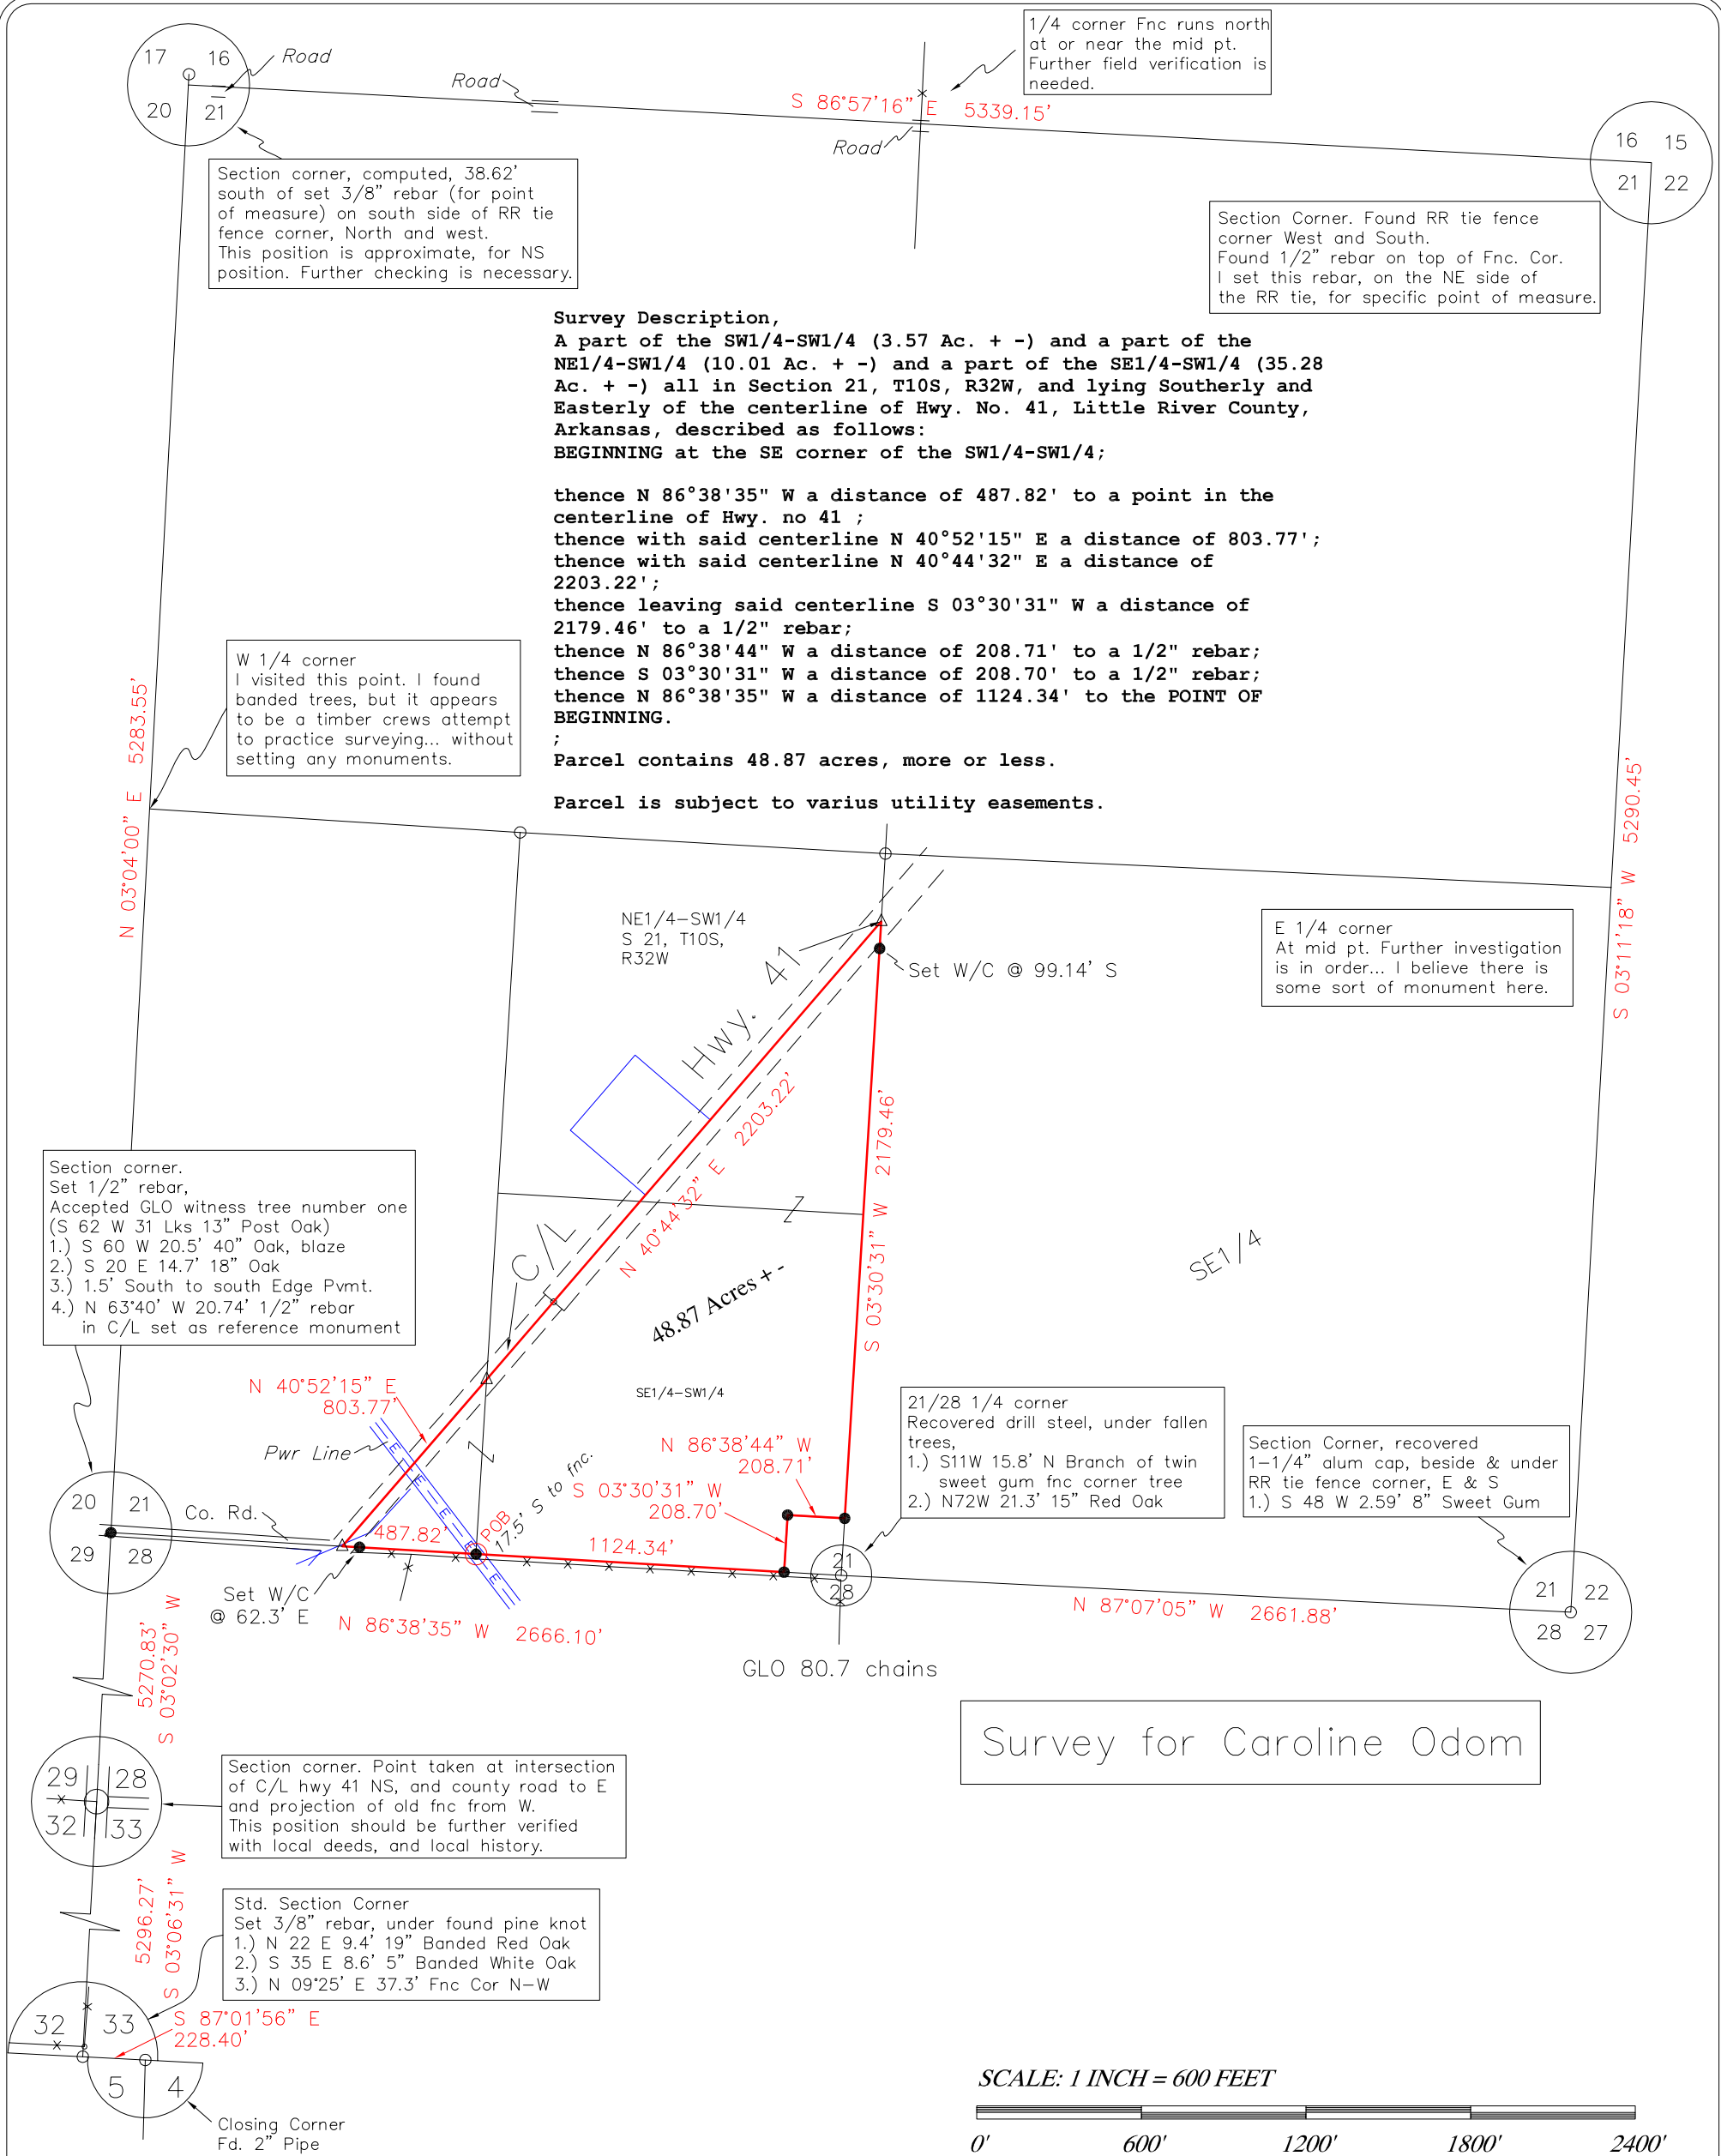 17 16
20 21
Road
Road
S 86°57'16" E 5339.15'
Road
1/4 corner Fnc runs north
at or near the mid pt.
Further field verification is
needed.
16 15
21 22
Section corner, computed, 38.62'
south of set 3/8" rebar (for point
of measure) on south side of RR tie
fence corner, North and west.
This position is approximate, for NS
position. Further checking is necessary.
Section Corner. Found RR tie fence
corner West and South.
Found 1/2" rebar on top of Fnc. Cor.
I set this rebar, on the NE side of
the RR tie, for specific point of measure.
Survey Description,
A part of the SW1/4-SW1/4 (3.57 Ac. + -) and a part of the
NE1/4-SW1/4 (10.01 Ac. + -) and a part of the SE1/4-SW1/4 (35.28
Ac. + -) all in Section 21, T10S, R32W, and lying Southerly and
Easterly of the centerline of Hwy. No. 41, Little River County,
Arkansas, described as follows:
BEGINNING at the SE corner of the SW1/4-SW1/4;
thence N 86°38'35" W a distance of 487.82' to a point in the
centerline of Hwy. no 41 ;
thence with said centerline N 40°52'15" E a distance of 803.77';
thence with said centerline N 40°44'32" E a distance of
2203.22';
thence leaving said centerline S 03°30'31" W a distance of
2179.46' to a 1/2" rebar;
thence N 86°38'44" W a distance of 208.71' to a 1/2" rebar;
thence S 03°30'31" W a distance of 208.70' to a 1/2" rebar;
thence N 86°38'35" W a distance of 1124.34' to the POINT OF
BEGINNING.
;
Parcel contains 48.87 acres, more or less.
Parcel is subject to varius utility easements.
W 1/4 corner
I visited this point. I found
banded trees, but it appears
to be a timber crews attempt
to practice surveying... without
setting any monuments.
N 03°04'00" E 5283.55'
S 03°11'18" W 5290.45'
NE1/4-SW1/4
S 21, T10S,
R32W
Hwy. 41
Set W/C @ 99.14' S
E 1/4 corner
At mid pt. Further investigation
is in order... I believe there is
some sort of monument here.
N 40°44'32" E 2203.22'
S 03°30'31" W 2179.46'
C/L
Z
48.87 Acres + -
SE1/4
SE1/4-SW1/4
Section corner.
Set 1/2" rebar,
Accepted GLO witness tree number one
(S 62 W 31 Lks 13" Post Oak)
1.) S 60 W 20.5' 40" Oak, blaze
2.) S 20 E 14.7' 18" Oak
3.) 1.5' South to south Edge Pvmt.
4.) N 63°40' W 20.74' 1/2" rebar
in C/L set as reference monument
N 40°52'15" E
803.77'
Pwr Line
E E E E E E
Z
N 86°38'44" W
208.71'
S 03°30'31" W
208.70'
21/28 1/4 corner
Recovered drill steel, under fallen
trees,
1.) S11W 15.8' N Branch of twin
sweet gum fnc corner tree
2.) N72W 21.3' 15" Red Oak
Section Corner, recovered
1-1/4" alum cap, beside & under
RR tie fence corner, E & S
1.) S 48 W 2.59' 8" Sweet Gum
20 21
29 28
Co. Rd.
487.82'
POB
17.5' S to fnc.
1124.34'
21
28
21 22
28 27
Set W/C
@ 62.3' E
N 86°38'35" W 2666.10'
N 87°07'05" W 2661.88'
GLO 80.7 chains
5270.83'
S 03°02'30" W
Survey for Caroline Odom
29 28
32 33
Section corner. Point taken at intersection
of C/L hwy 41 NS, and county road to E
and projection of old fnc from W.
This position should be further verified
with local deeds, and local history.
5296.27'
S 03°06'31" W
Std. Section Corner
Set 3/8" rebar, under found pine knot
1.) N 22 E 9.4' 19" Banded Red Oak
2.) S 35 E 8.6' 5" Banded White Oak
3.) N 09°25' E 37.3' Fnc Cor N-W
32 33
S 87°01'56" E
228.40'
5 4
Closing Corner
Fd. 2" Pipe
SCALE: 1 INCH = 600 FEET
0' 600' 1200' 1800' 2400'